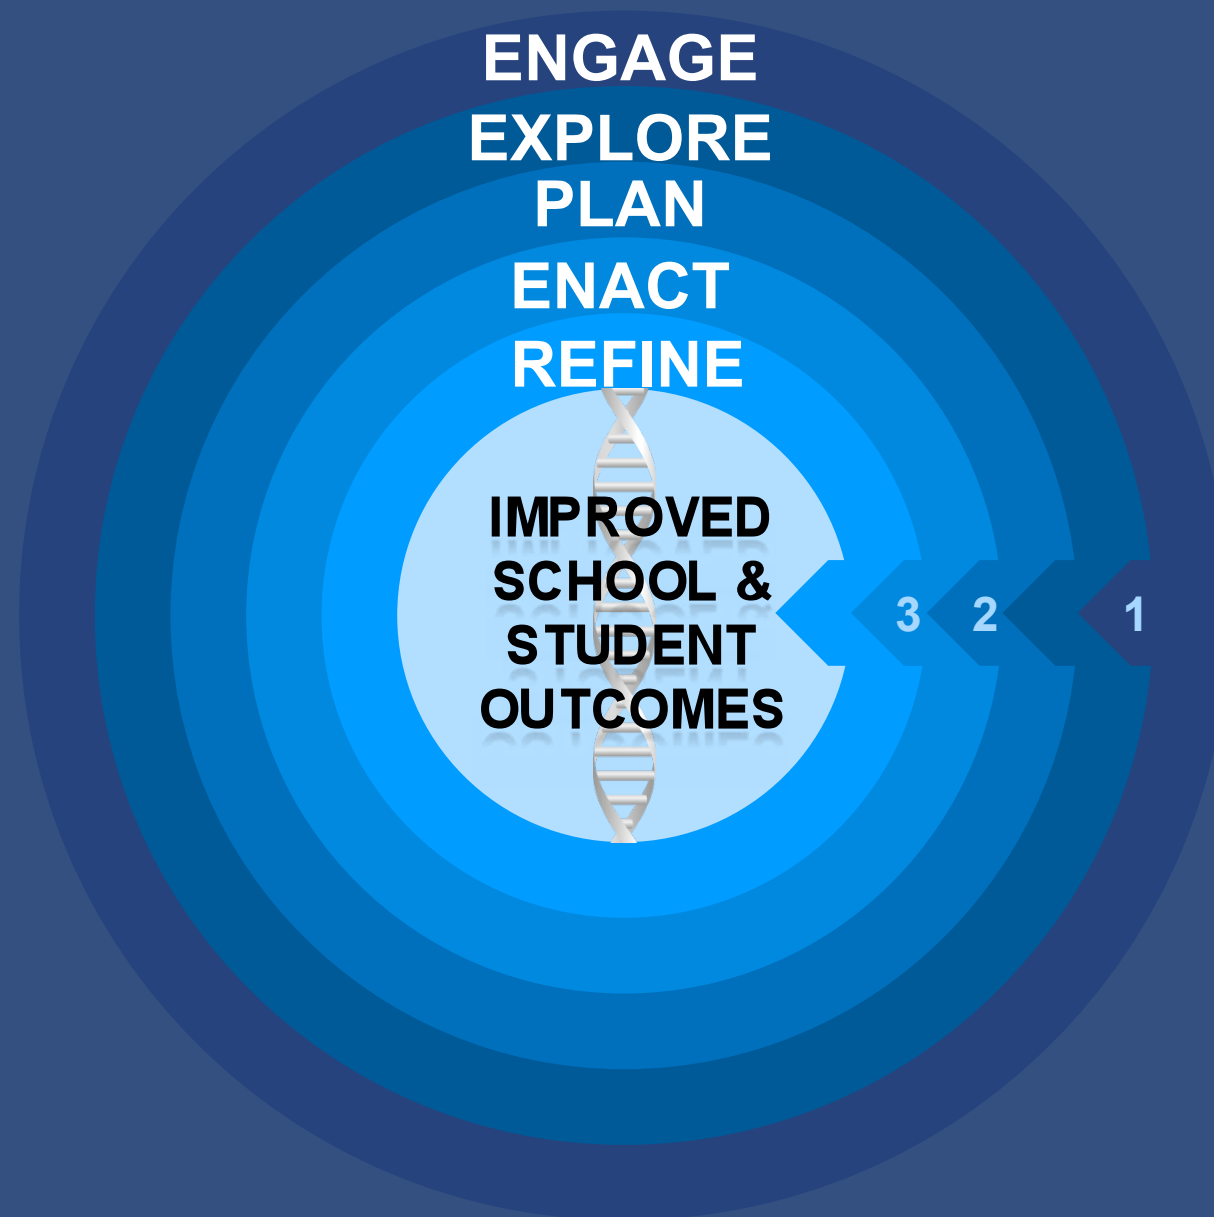 ENGAGE
EXPLORE
PLAN
ENACT
REFINE
IMPROVED
SCHOOL &
STUDENT
OUTCOMES
3 2 1